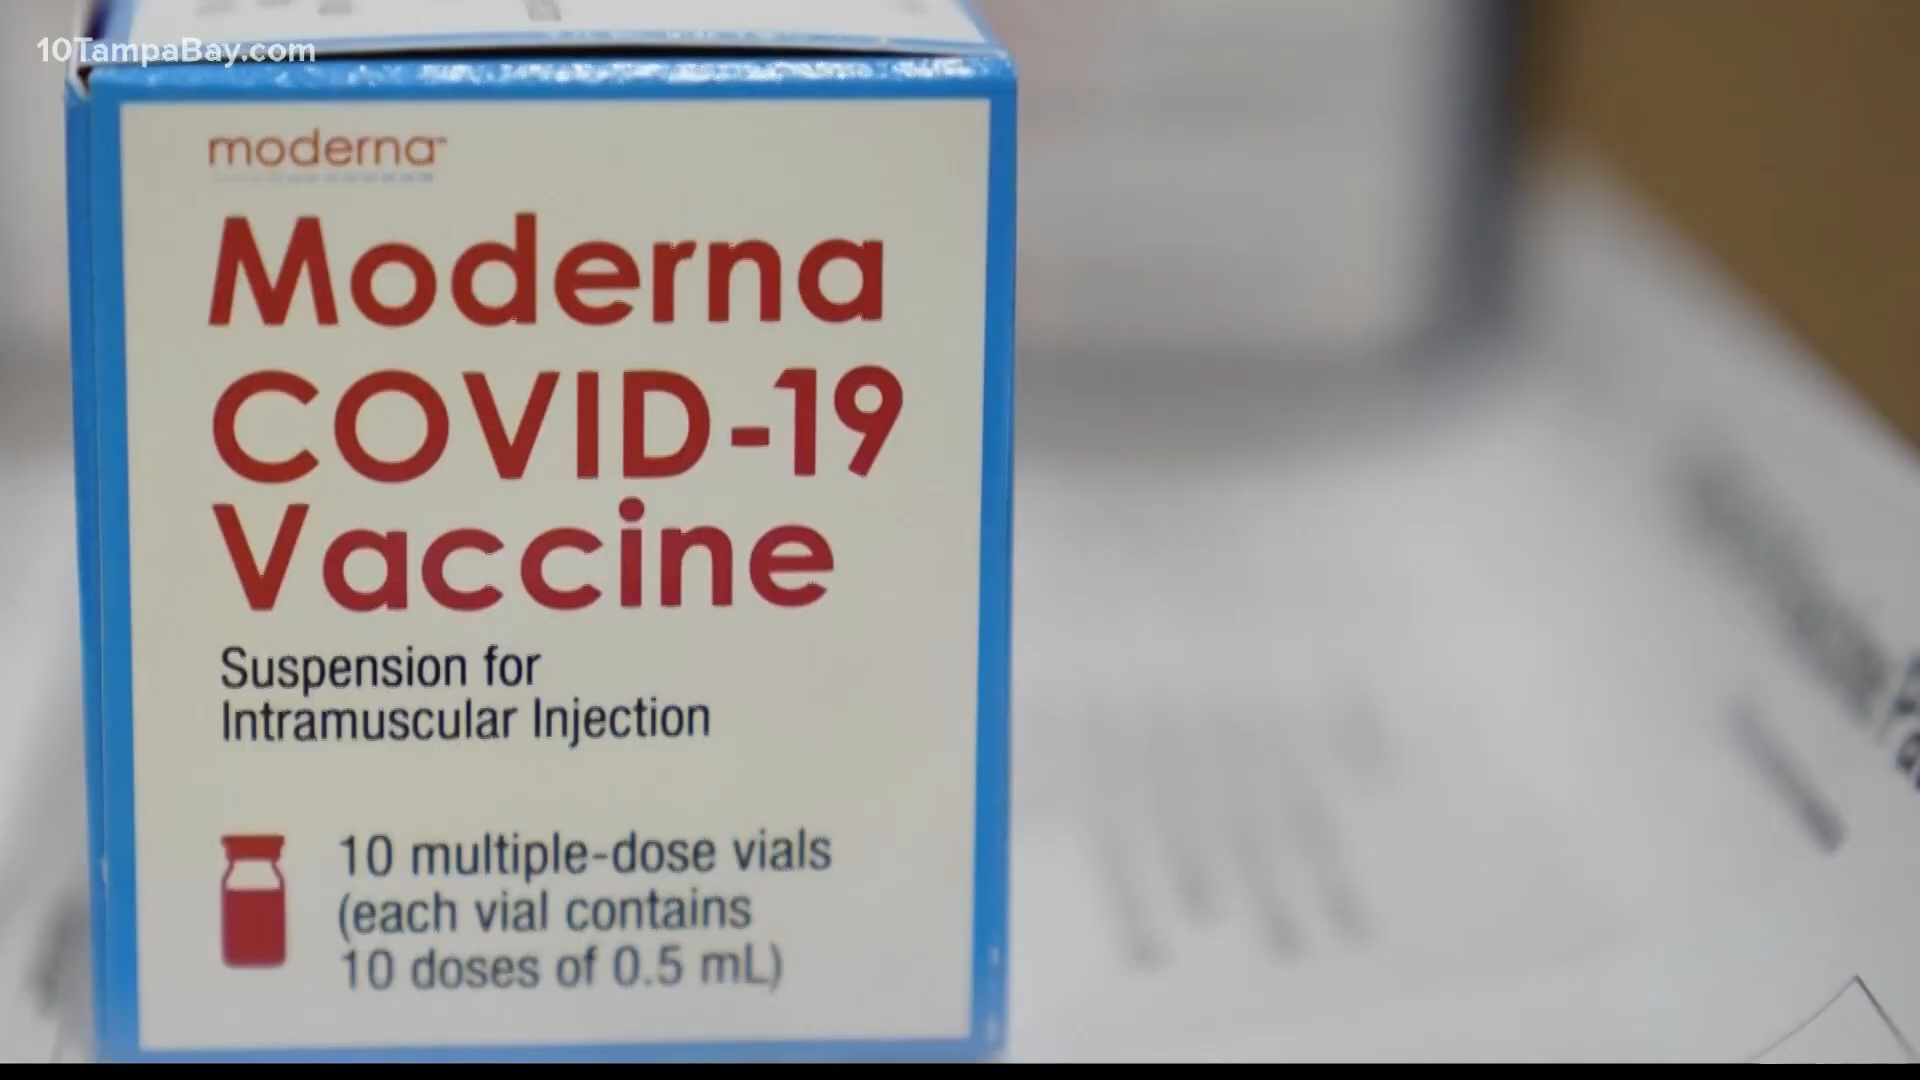 10TampaBay.com
moderna™
Moderna
COVID-19
Vaccine
Suspension for
Intramuscular Injection
10 multiple-dose vials
(each vial contains
10 doses of 0.5 mL)